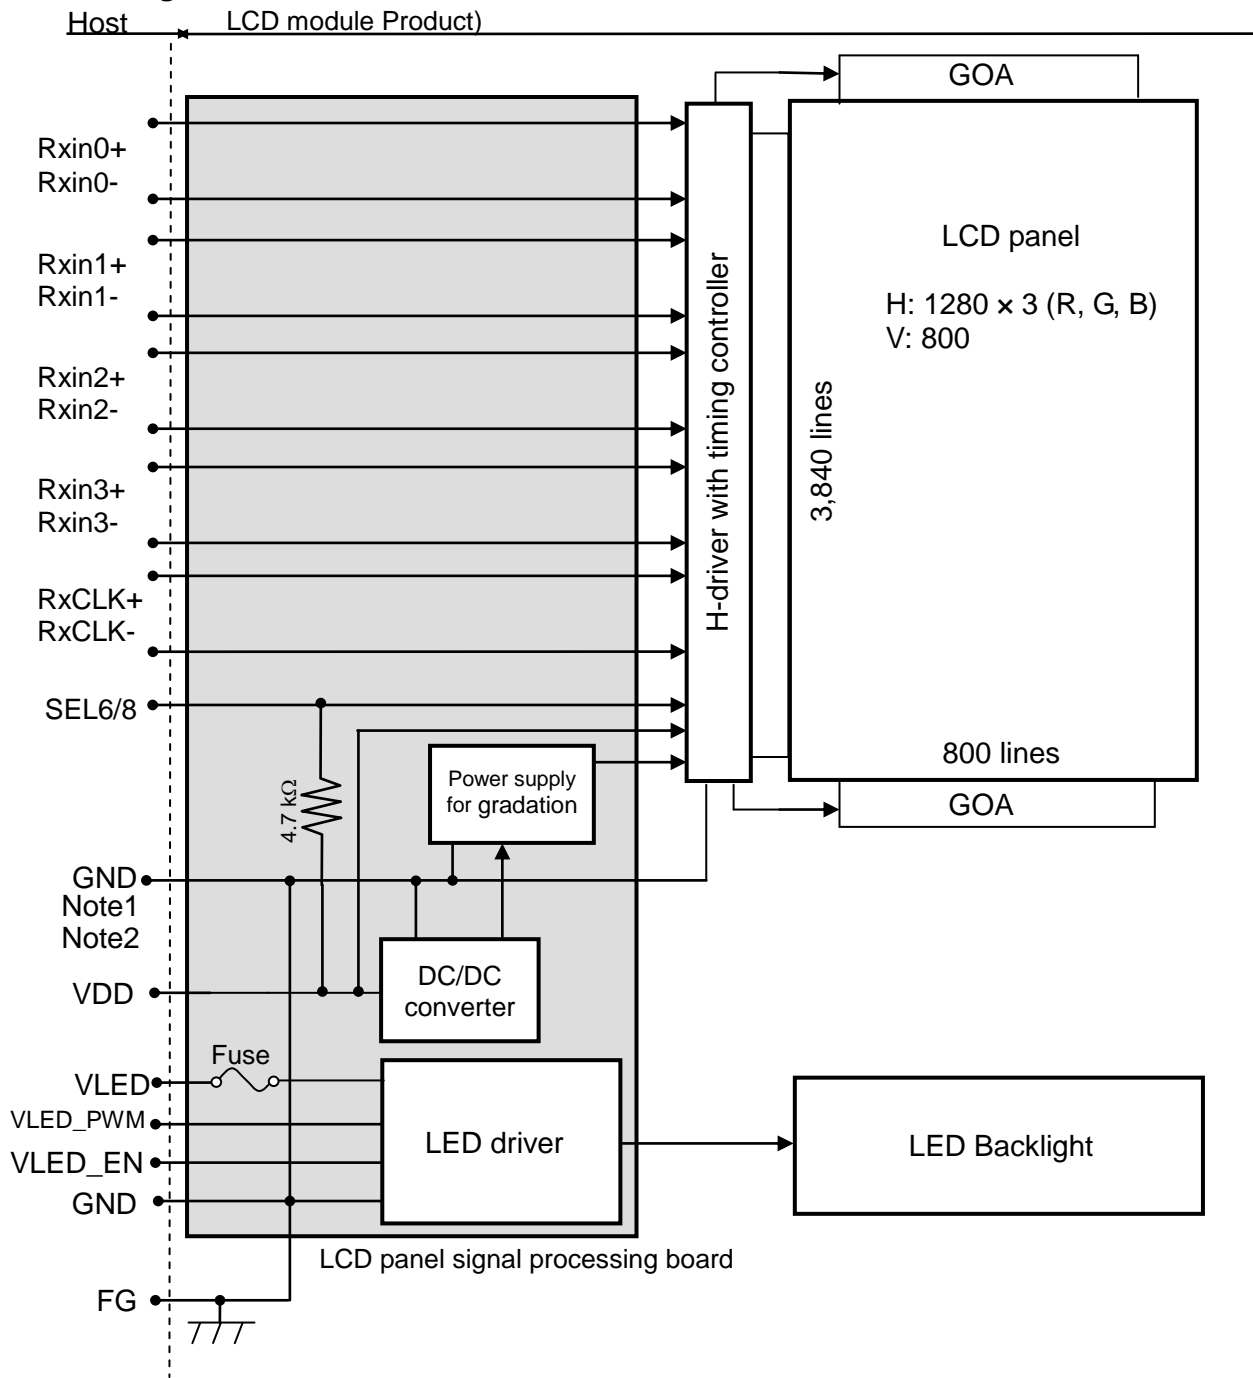 Host
LCD module Product)
GOA
Rxin0+
Rxin0-
Rxin1+
Rxin1-
Rxin2+
Rxin2-
Rxin3+
Rxin3-
RxCLK+
RxCLK-
SEL6/8
H-driver with timing controller
LCD panel
H: 1280 × 3 (R, G, B)
V: 800
3,840 lines
800 lines
GOA
Power supply
for gradation
4.7 kΩ
GND
Note1
Note2
VDD
DC/DC
converter
Fuse
VLED
VLED_PWM
VLED_EN
GND
LED driver
LED Backlight
LCD panel signal processing board
FG